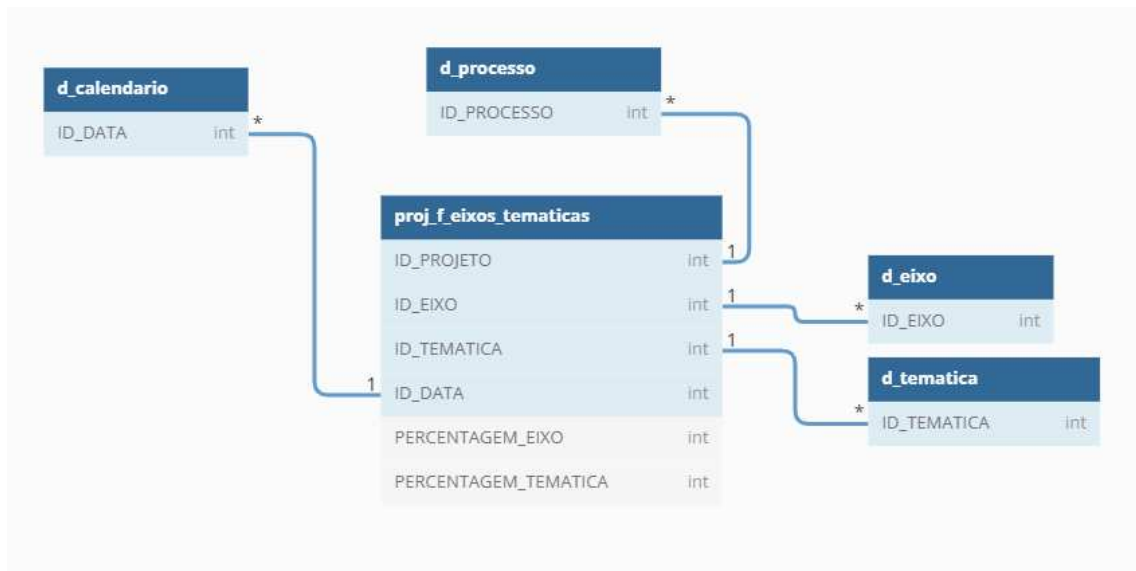 d_calendario
ID_DATA int
*
d_processo
ID_PROCESSO int
*
proj_f_eixos_tematicas
ID_PROJETO int
1
ID_EIXO int
1
ID_TEMATICA int
1
1
ID_DATA int
PERCENTAGEM_EIXO int
PERCENTAGEM_TEMATICA int
d_eixo
*
ID_EIXO int
d_tematica
*
ID_TEMATICA int